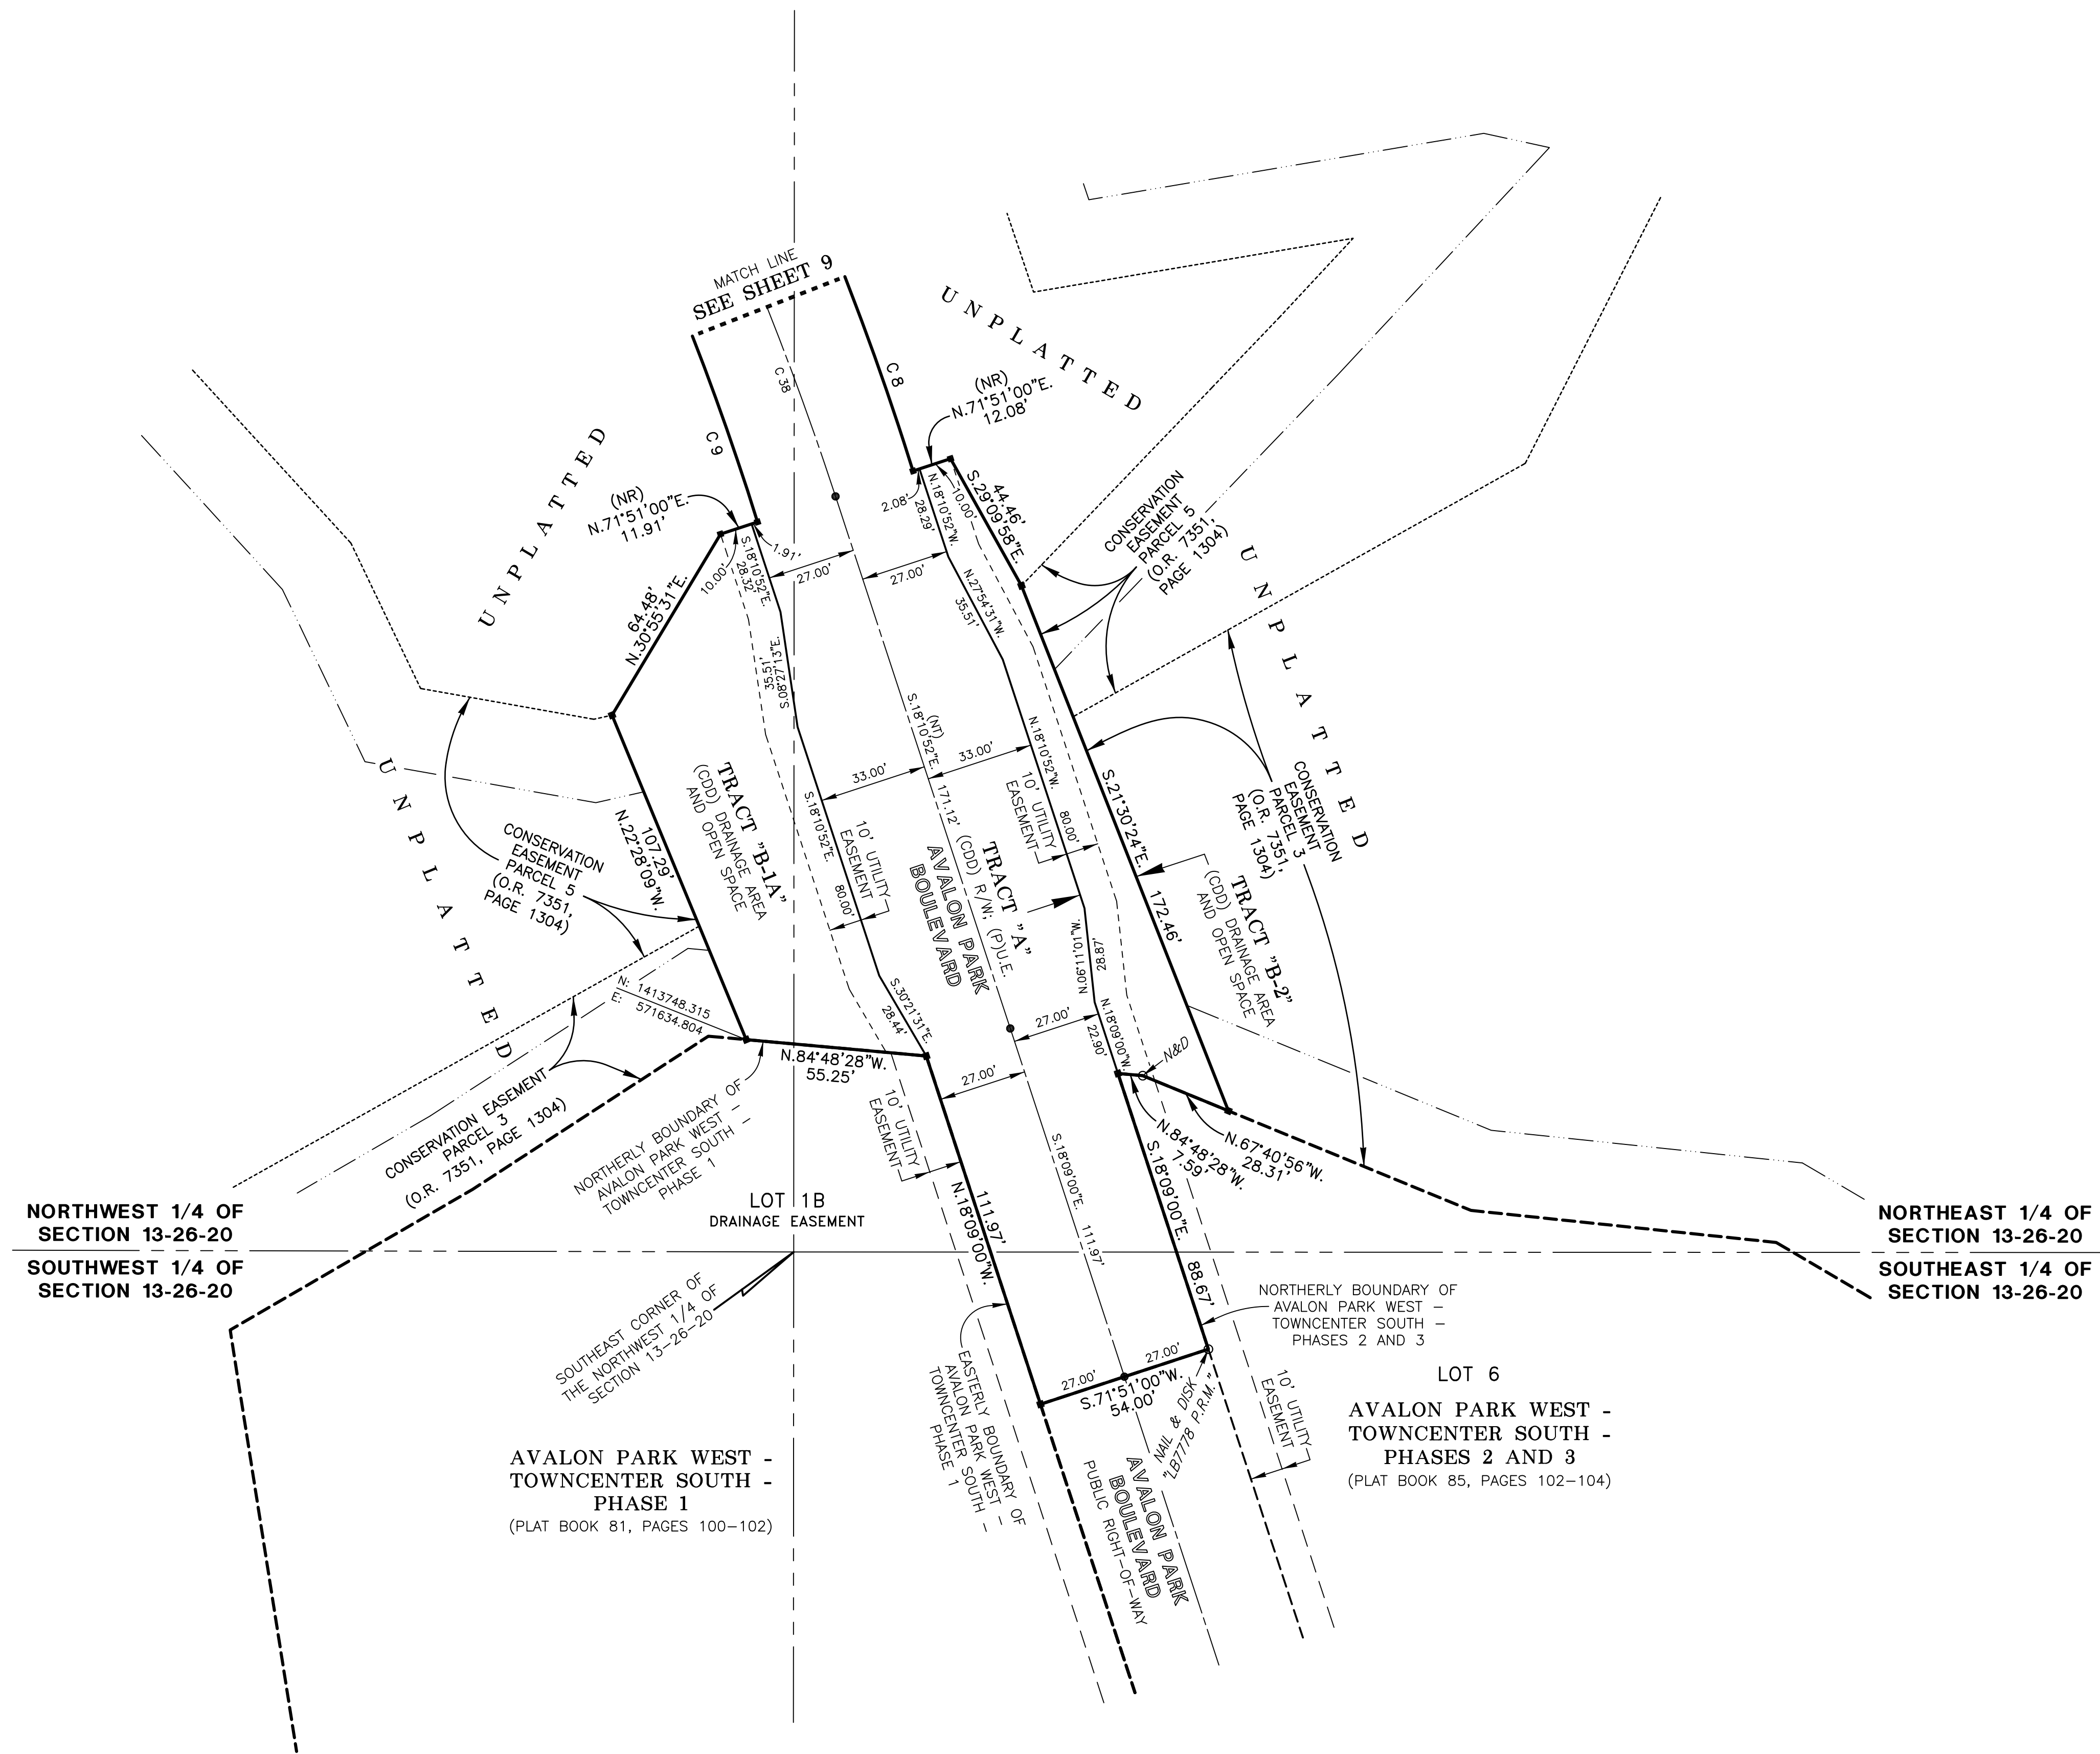 MATCH LINE
SEE SHEET 9
UNPLATTED
C 38
C 8
C 9
(NR)
N.71°51'00"E.
12.08'
2.08'
10.00'
N.18°10'52"W.
28.29'
44.46'
S.29°09'58"E.
CONSERVATION
EASEMENT
PARCEL 5
(O.R. 7351,
PAGE 1304)
UNPLATTED
(NR)
N.71°51'00"E.
11.91'
1.91'
10.00'
S.18°10'52"E.
28.32'
27.00'
27.00'
N.27°54'31"W.
35.51'
UNPLATTED
64.48'
N.30°55'31"E.
35.51'
S.08°27'13"E.
S.18°10'52"E.
(NT)
171.12'
33.00'
33.00'
N.18°10'52"W.
80.00'
10' UTILITY
EASEMENT
S.21°30'24"E.
172.46'
CONSERVATION
EASEMENT
PARCEL 3
(O.R. 7351,
PAGE 1304)
UNPLATTED
TRACT "B-1A"
(CDD) DRAINAGE AREA
AND OPEN SPACE
S.18°10'52"E.
80.00'
10' UTILITY
EASEMENT
TRACT "A"
(CDD) R/W; (P)U.E.
AVALON PARK
BOULEVARD
TRACT "B-2"
(CDD) DRAINAGE AREA
AND OPEN SPACE
CONSERVATION
EASEMENT
PARCEL 5
(O.R. 7351,
PAGE 1304)
107.29'
N.22°28'09"W.
UNPLATTED
N.06°11'01"W.
28.87'
N: 1413748.315
E: 571634.804
S.30°21'31"E.
28.44'
27.00'
N.18°09'00"W.
22.90'
N&D
N.84°48'28"W.
55.25'
27.00'
N.84°48'28"W.
7.59'
N.67°40'56"W.
28.31'
CONSERVATION EASEMENT
PARCEL 3
(O.R. 7351, PAGE 1304)
NORTHERLY BOUNDARY OF
AVALON PARK WEST -
TOWNCENTER SOUTH -
PHASE 1
10' UTILITY
EASEMENT
S.18°09'00"E.
111.97'
S.18°09'00"E.
88.67'
111.97'
N.18°09'00"W.
LOT 1B
DRAINAGE EASEMENT
NORTHWEST 1/4 OF
SECTION 13-26-20
SOUTHWEST 1/4 OF
SECTION 13-26-20
NORTHEAST 1/4 OF
SECTION 13-26-20
SOUTHEAST 1/4 OF
SECTION 13-26-20
SOUTHEAST CORNER OF
THE NORTHWEST 1/4 OF
SECTION 13-26-20
NORTHERLY BOUNDARY OF
AVALON PARK WEST -
TOWNCENTER SOUTH -
PHASES 2 AND 3
27.00'
27.00'
S.71°51'00"W.
54.00'
NAIL & DISK
"LB7778 P.R.M."
EASTERLY BOUNDARY OF
AVALON PARK WEST -
TOWNCENTER SOUTH -
PHASE 1
10' UTILITY
EASEMENT
LOT 6
AVALON PARK WEST -
TOWNCENTER SOUTH -
PHASES 2 AND 3
(PLAT BOOK 85, PAGES 102-104)
AVALON PARK WEST -
TOWNCENTER SOUTH -
PHASE 1
(PLAT BOOK 81, PAGES 100-102)
AVALON PARK
BOULEVARD
PUBLIC RIGHT-OF-WAY